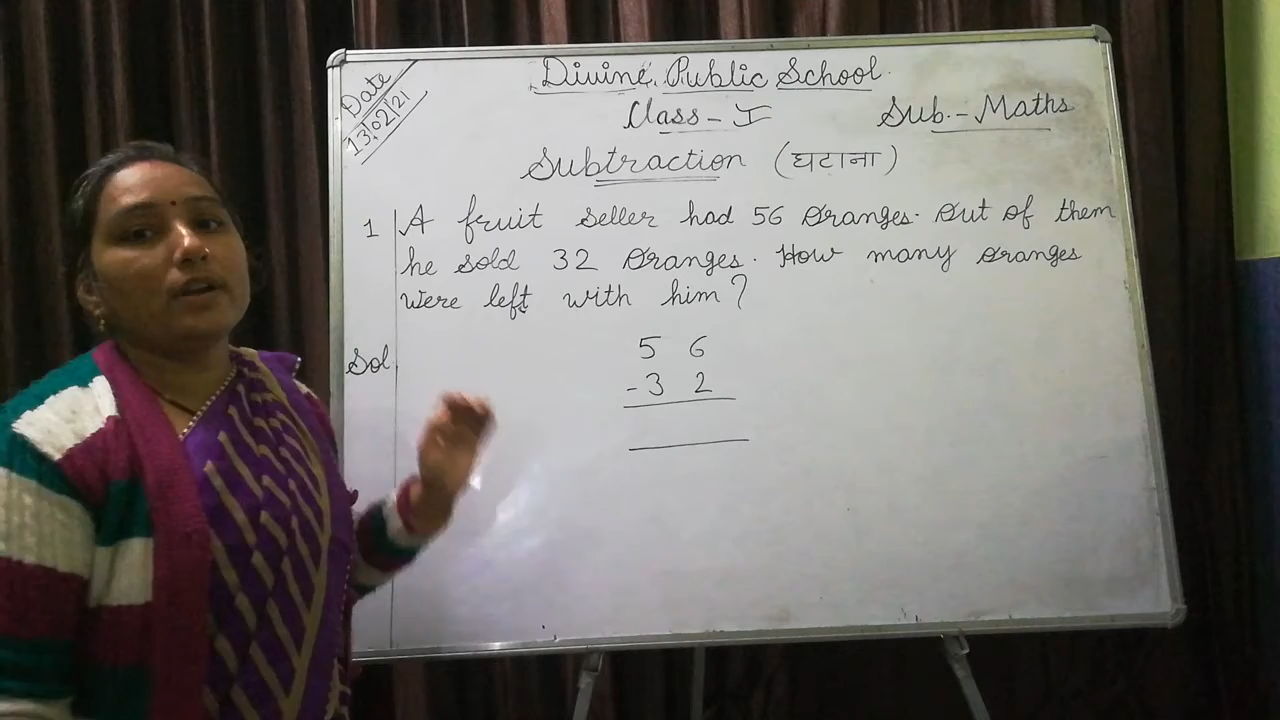 Date
13/02/21
Divine Public School.
Class - I
Sub. - Maths
Subtraction (घटाना)
1 A fruit seller had 56 Oranges. Out of them
he sold 32 Oranges. How many oranges
were left with him?
Sol
5 6
- 3 2